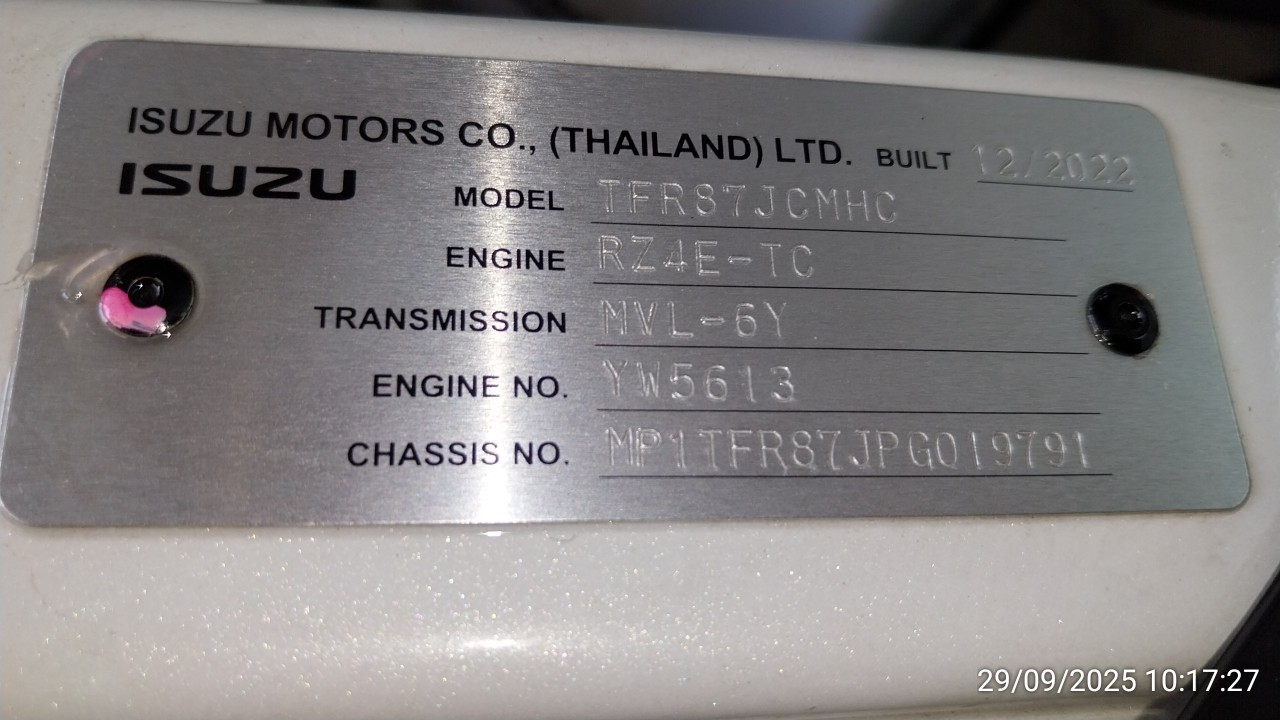 ISUZU MOTORS CO., (THAILAND) LTD. BUILT 12/2022
ISUZU
MODEL TFR87JCMHC
ENGINE RZ4E-TC
TRANSMISSION MVL-6Y
ENGINE NO. YW5613
CHASSIS NO. MP1TFR87JPG019791
29/09/2025 10:17:27